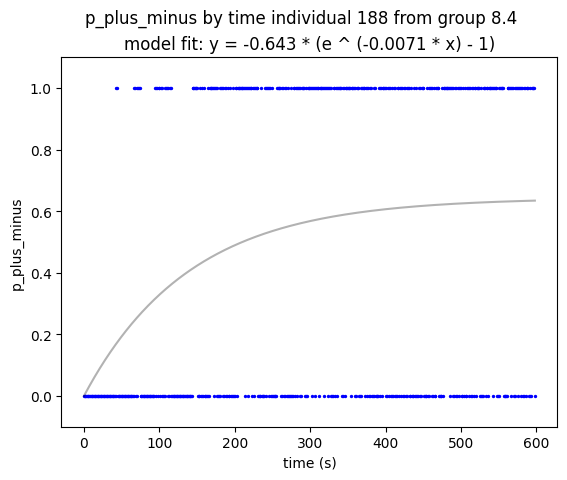 p_plus_minus by time individual 188 from group 8.4
model fit: y = -0.643 * (e ^ (-0.0071 * x) - 1)
1.0
0.8
0.6
0.4
0.2
0.0
p_plus_minus
0 100 200 300 400 500 600
time (s)